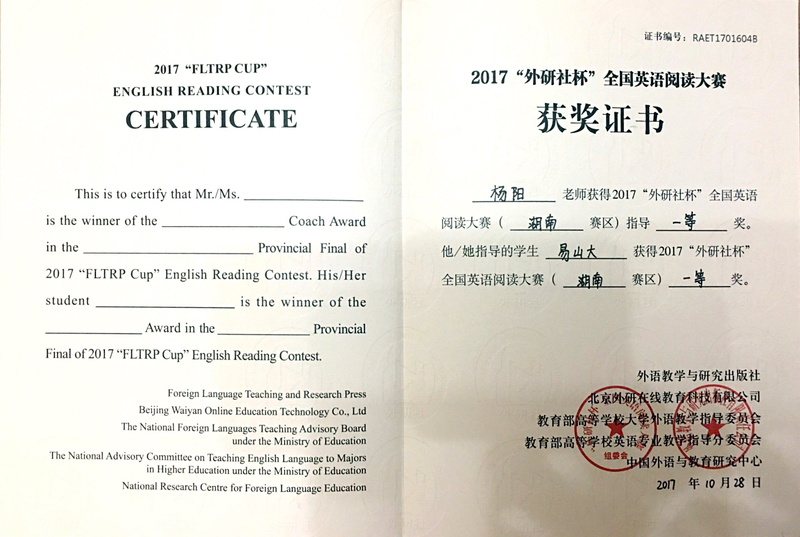 2017 “FLTRP CUP”
ENGLISH READING CONTEST
CERTIFICATE
This is to certify that Mr./Ms.
is the winner of the Coach Award
in the Provincial Final of
2017 “FLTRP Cup” English Reading Contest. His/Her
student is the winner of the
Award in the Provincial
Final of 2017 “FLTRP Cup” English Reading Contest.
Foreign Language Teaching and Research Press
Beijing Waiyan Online Education Technology Co., Ltd
The National Foreign Languages Teaching Advisory Board
under the Ministry of Education
The National Advisory Committee on Teaching English Language to Majors
in Higher Education under the Ministry of Education
National Research Centre for Foreign Language Education
证书编号：RAET1701604B
2017“外研社杯”全国英语阅读大赛
获奖证书
杨阳 老师获得2017“外研社杯”全国英语
阅读大赛（ 湖南 赛区）指导 一等 奖。
他/她指导的学生 易山大 获得2017“外研社杯”
全国英语阅读大赛（ 湖南 赛区） 一等 奖。
外语教学与研究出版社
北京外研在线教育科技有限公司
教育部高等学校大学外语教学指导委员会
教育部高等学校英语专业教学指导分委员会
中国外语与教育研究中心
组委会
2017 年 10 月 28 日